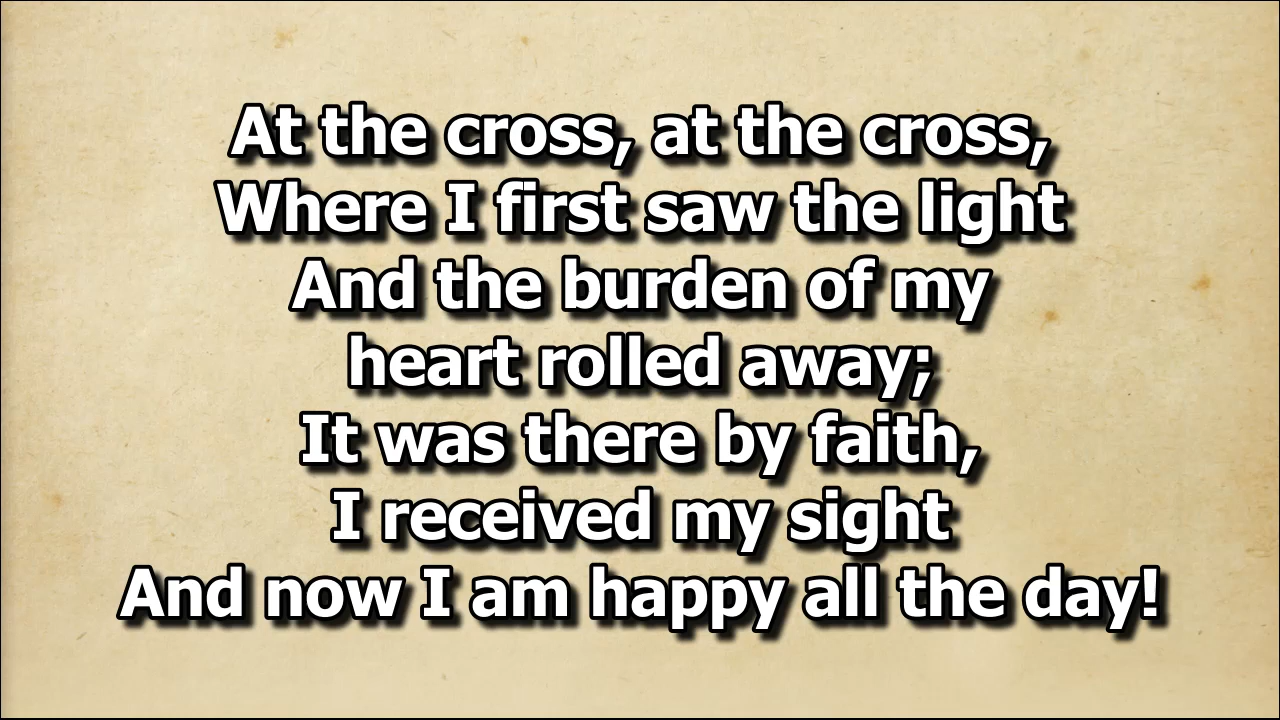 At the cross, at the cross,
Where I first saw the light
And the burden of my
heart rolled away;
It was there by faith,
I received my sight
And now I am happy all the day!